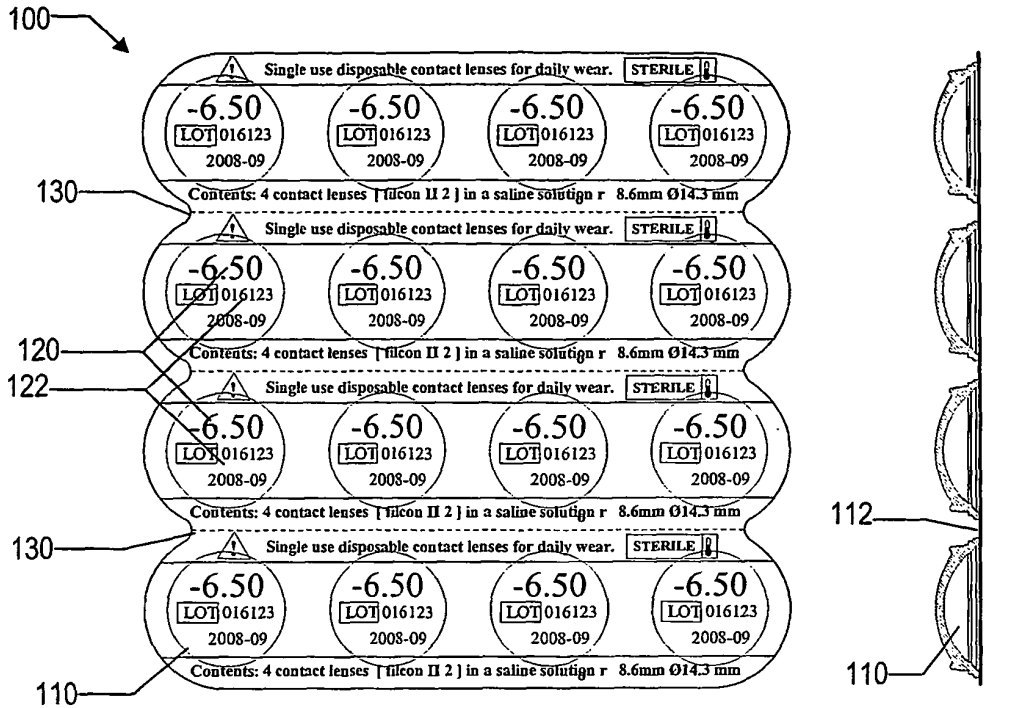 100
Single use disposable contact lenses for daily wear. STERILE
-6.50 -6.50 -6.50 -6.50
LOT 016123 LOT 016123 LOT 016123 LOT 016123
2008-09 2008-09 2008-09 2008-09
130
Contents: 4 contact lenses [ filcon II 2 ] in a saline solution r 8.6mm Ø14.3 mm
Single use disposable contact lenses for daily wear. STERILE
-6.50 -6.50 -6.50 -6.50
LOT 016123 LOT 016123 LOT 016123 LOT 016123
2008-09 2008-09 2008-09 2008-09
120
Contents: 4 contact lenses [ filcon II 2 ] in a saline solution r 8.6mm Ø14.3 mm
122
Single use disposable contact lenses for daily wear. STERILE
-6.50 -6.50 -6.50 -6.50
LOT 016123 LOT 016123 LOT 016123 LOT 016123
2008-09 2008-09 2008-09 2008-09
Contents: 4 contact lenses [ filcon II 2 ] in a saline solution r 8.6mm Ø14.3 mm
112
130
Single use disposable contact lenses for daily wear. STERILE
-6.50 -6.50 -6.50 -6.50
LOT 016123 LOT 016123 LOT 016123 LOT 016123
2008-09 2008-09 2008-09 2008-09
Contents: 4 contact lenses [ filcon II 2 ] in a saline solution r 8.6mm Ø14.3 mm
110 110